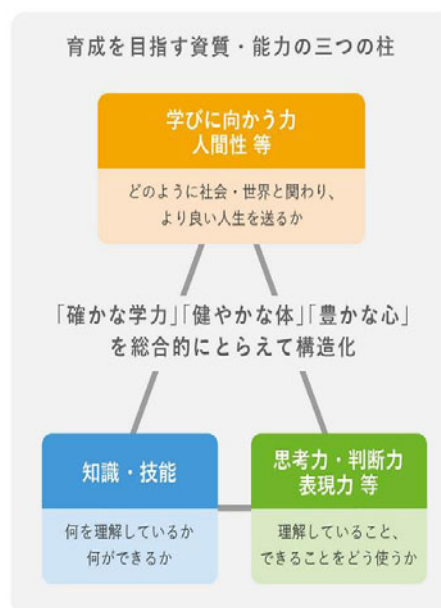 育成を目指す資質・能力の三つの柱
学びに向かう力
人間性 等
どのように社会・世界と関わり、
より良い人生を送るか
「確かな学力」「健やかな体」「豊かな心」
を総合的にとらえて構造化
知識・技能
何を理解しているか
何ができるか
思考力・判断力
表現力 等
理解していること、
できることをどう使うか